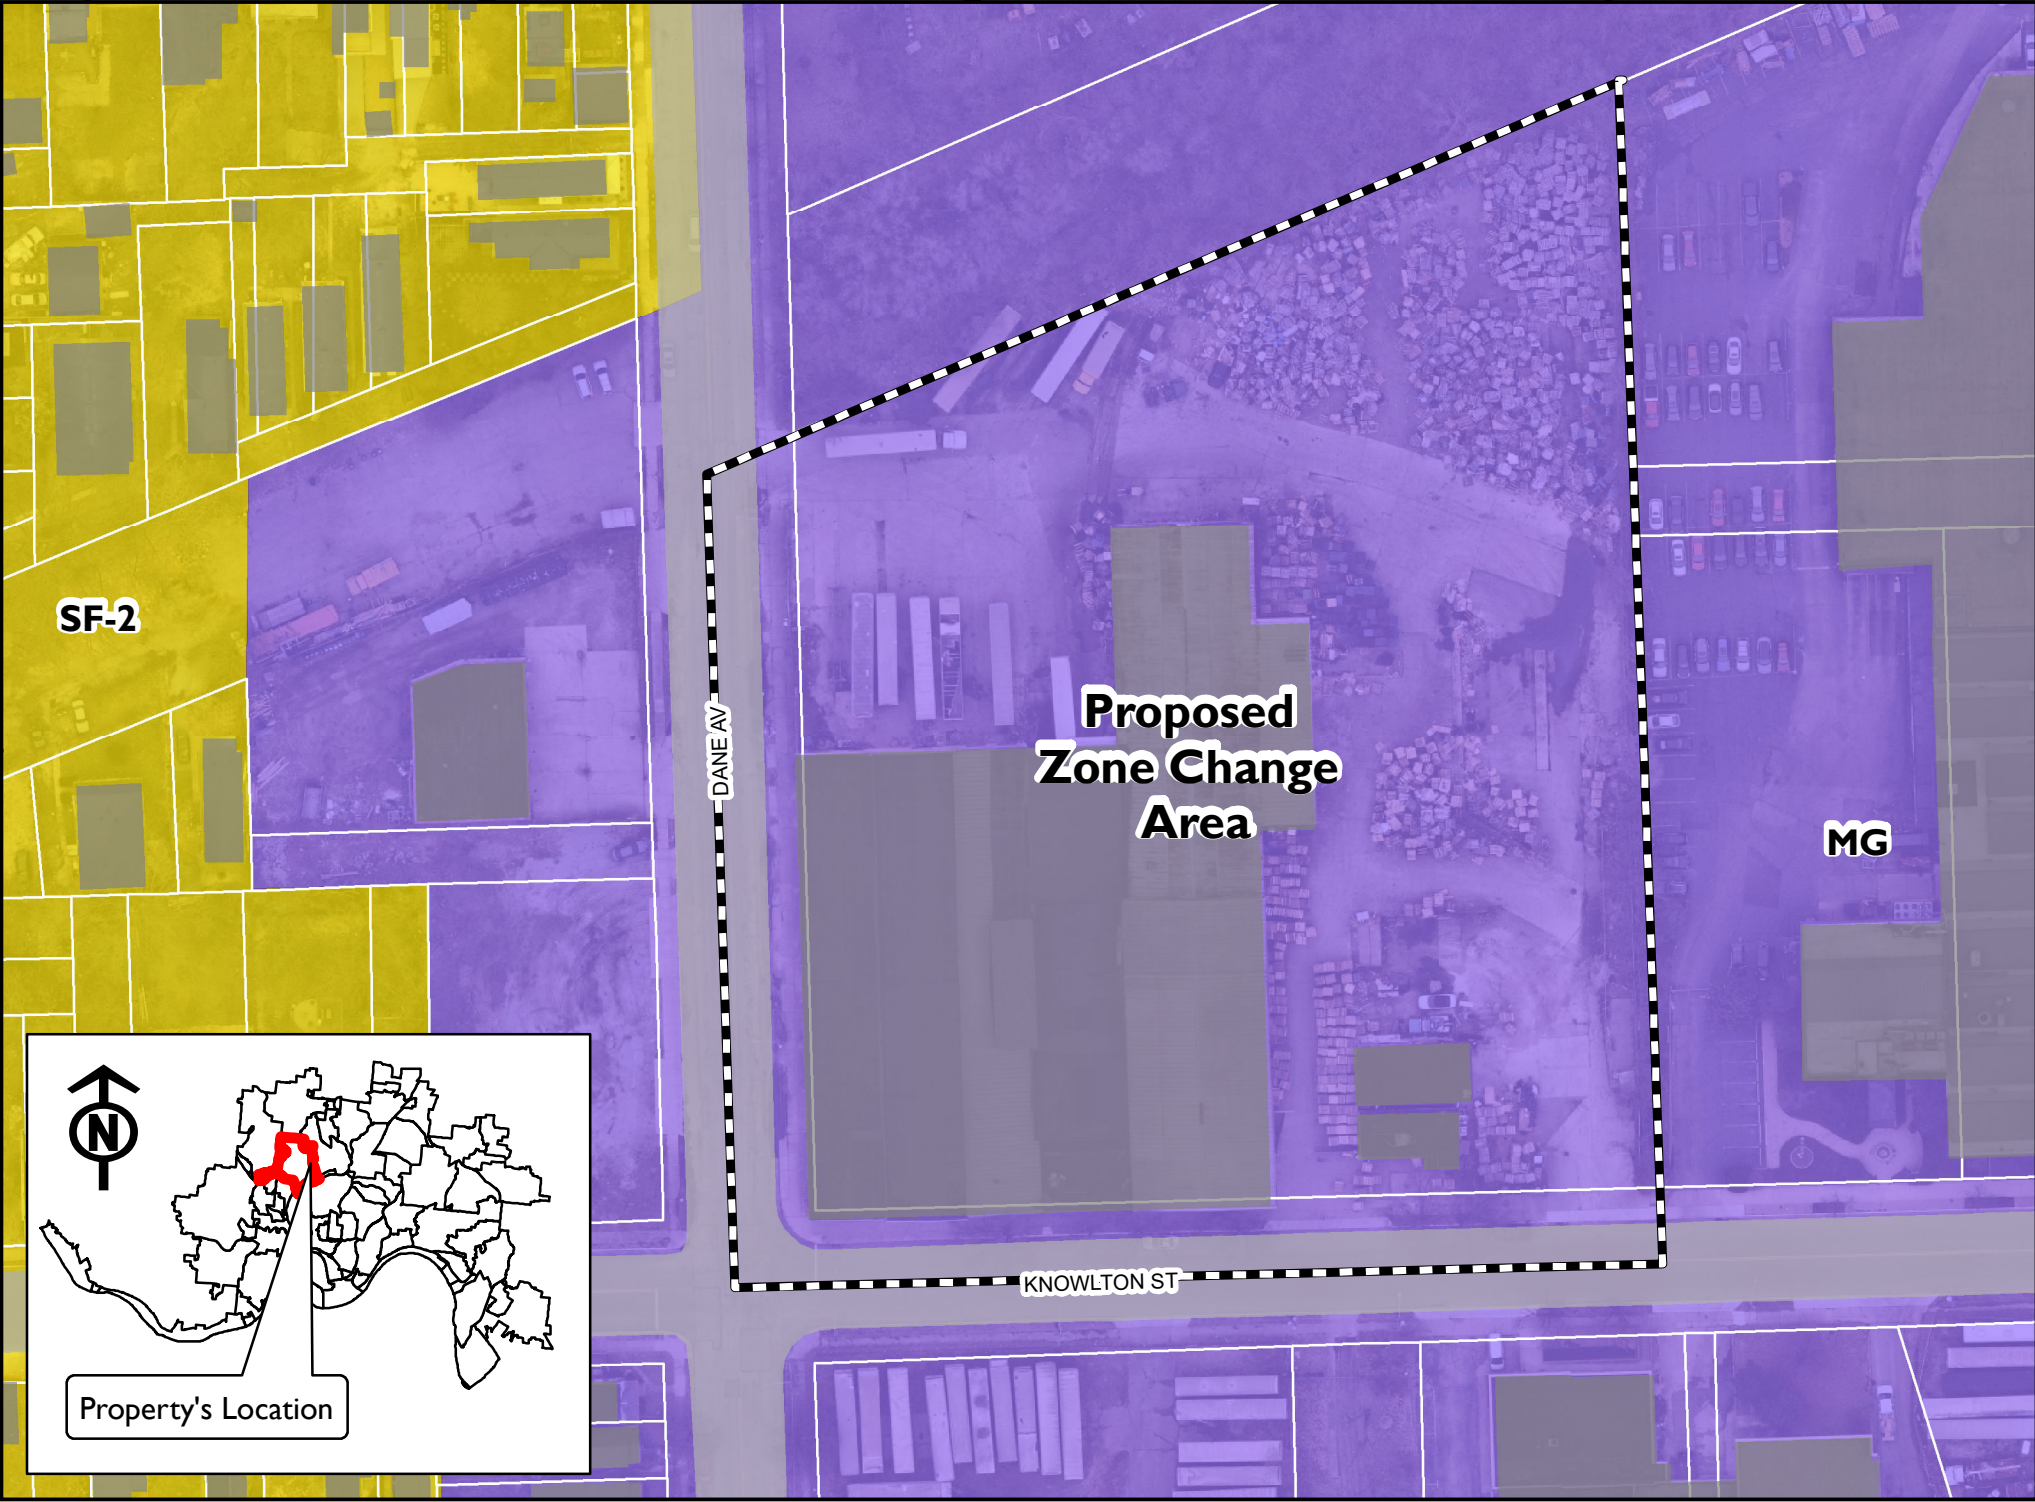 SF-2
DANE AV
Proposed
Zone Change
Area
MG
N
KNOWLTON ST
Property's Location